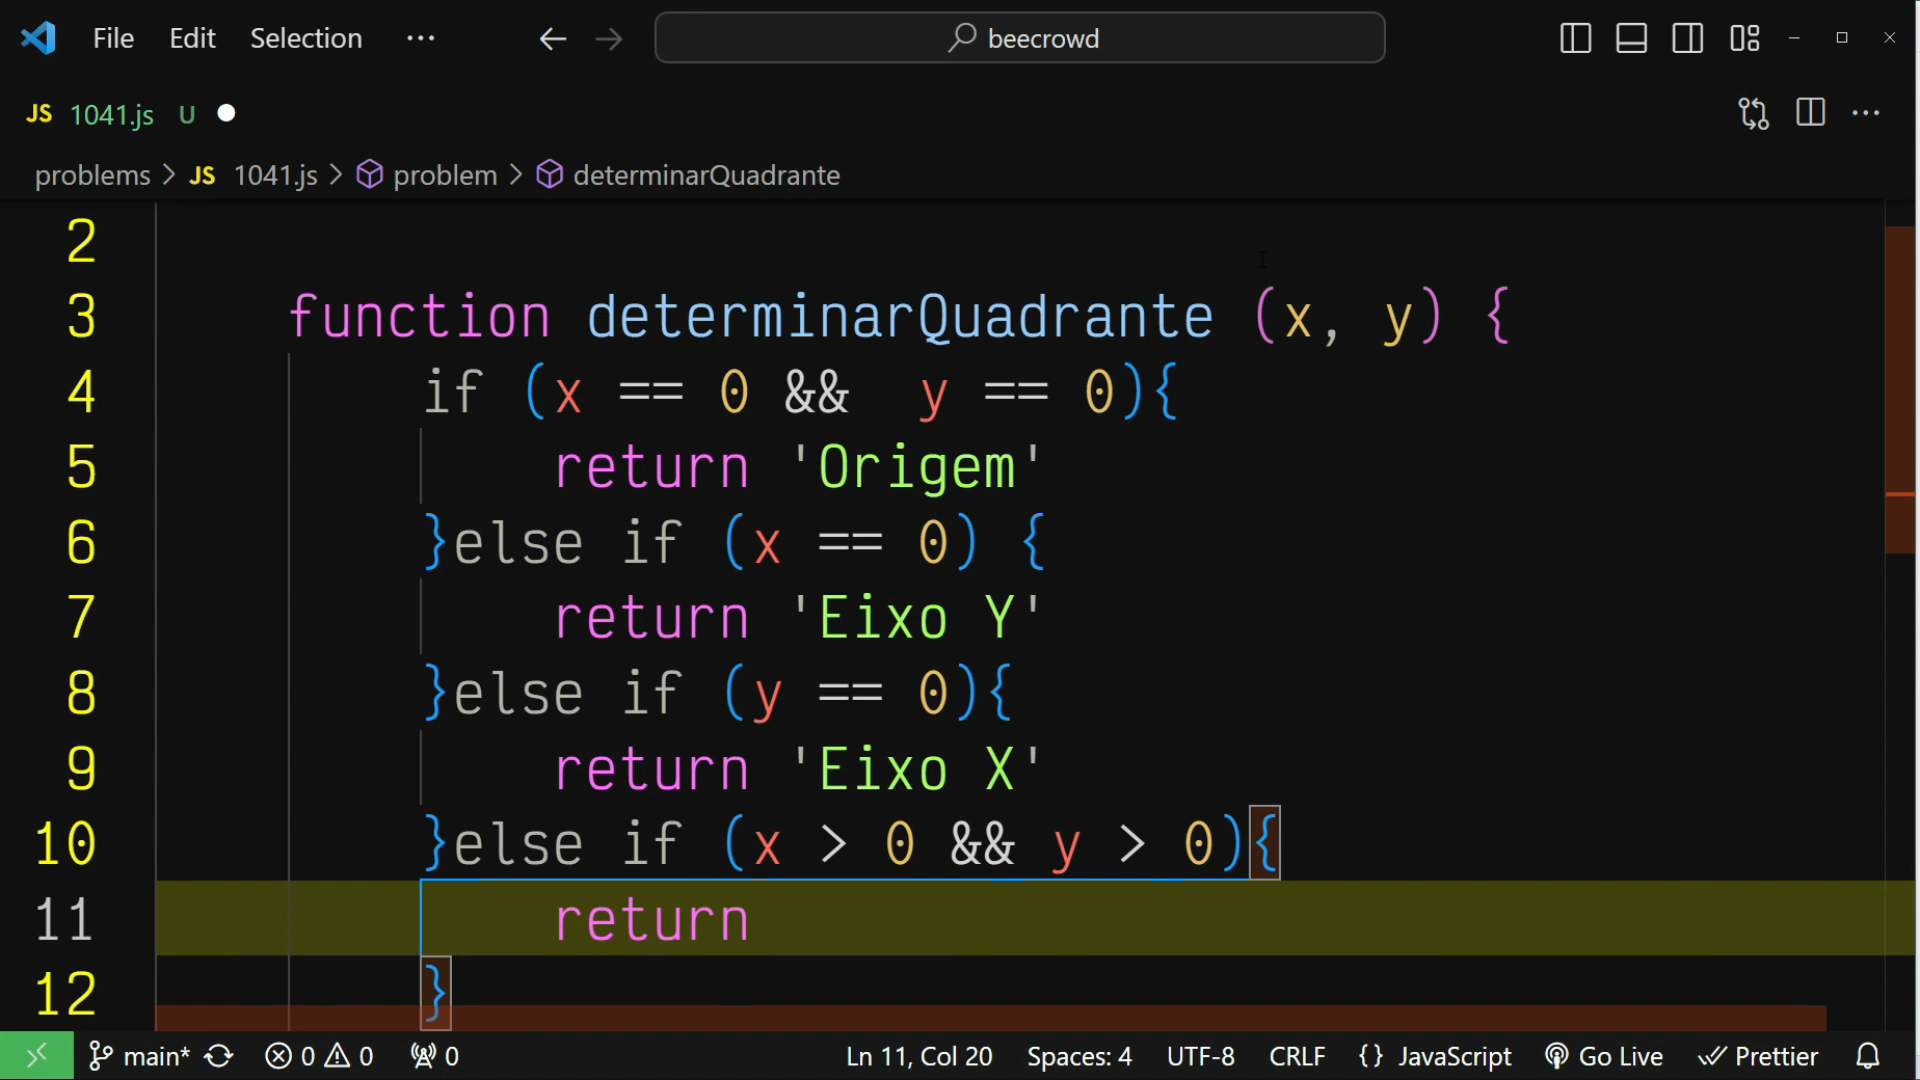 File Edit Selection ··· beecrowd
JS 1041.js U
problems > JS 1041.js > problem > determinarQuadrante
2
3 function determinarQuadrante (x, y) {
4 if (x == 0 && y == 0){
5 return 'Origem'
6 }else if (x == 0) {
7 return 'Eixo Y'
8 }else if (y == 0){
9 return 'Eixo X'
10 }else if (x > 0 && y > 0){
11 return
12 }
main* 0 0 0 Ln 11, Col 20 Spaces: 4 UTF-8 CRLF {} JavaScript Go Live Prettier